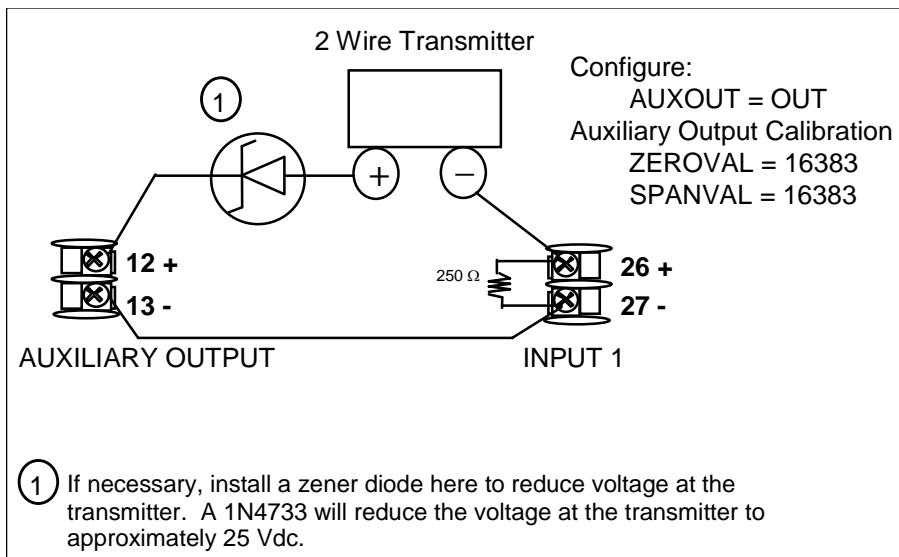 2 Wire Transmitter
Configure:
AUXOUT = OUT
Auxiliary Output Calibration
ZEROVAL = 16383
SPANVAL = 16383
1
+
−
12 +
13 -
250 Ω
26 +
27 -
AUXILIARY OUTPUT
INPUT 1
1 If necessary, install a zener diode here to reduce voltage at the
transmitter. A 1N4733 will reduce the voltage at the transmitter to
approximately 25 Vdc.